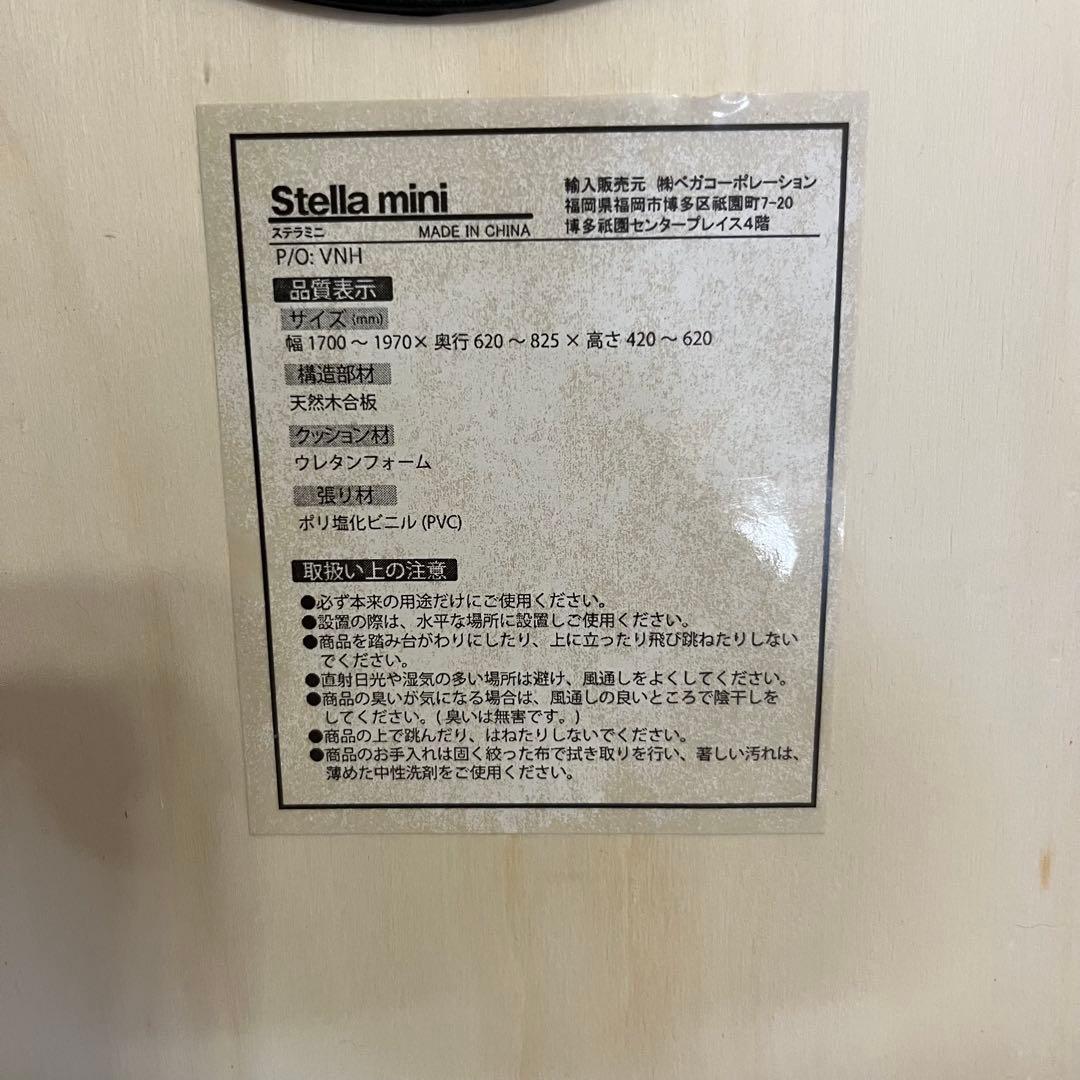 Stella mini
ステラミニ MADE IN CHINA
輸入販売元 ㈱ベガコーポレーション
福岡県福岡市博多区祇園町7-20
博多祇園センタープレイス4階
P/O: VNH
品質表示
サイズ (mm)
幅 1700 ～ 1970 × 奥行 620 ～ 825 × 高さ 420 ～ 620
構造部材
天然木合板
クッション材
ウレタンフォーム
張り材
ポリ塩化ビニル (PVC)
取扱い上の注意
●必ず本来の用途だけにご使用ください。
●設置の際は、水平な場所に設置しご使用ください。
●商品を踏み台がわりにしたり、上に立ったり飛び跳ねたりしない
でください。
●直射日光や湿気の多い場所は避け、風通しをよくしてください。
●商品の臭いが気になる場合は、風通しの良いところで陰干しを
してください。( 臭いは無害です。)
●商品の上で跳んだり、はねたりしないでください。
●商品のお手入れは固く絞った布で拭き取りを行い、著しい汚れは、
薄めた中性洗剤をご使用ください。